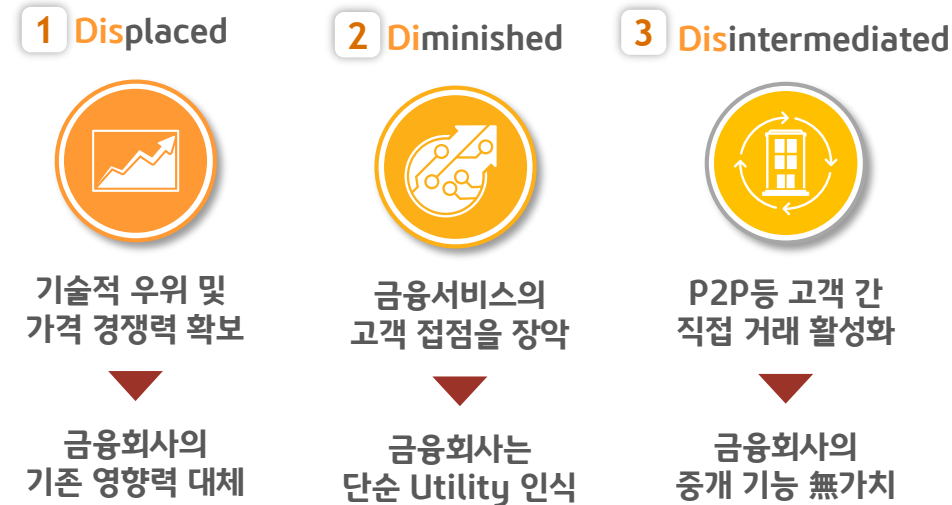 1 Displaced
기술적 우위 및
가격 경쟁력 확보
금융회사의
기존 영향력 대체
2 Diminished
금융서비스의
고객 접점을 장악
금융회사는
단순 Utility 인식
3 Disintermediated
P2P등 고객 간
직접 거래 활성화
금융회사의
중개 기능 無가치